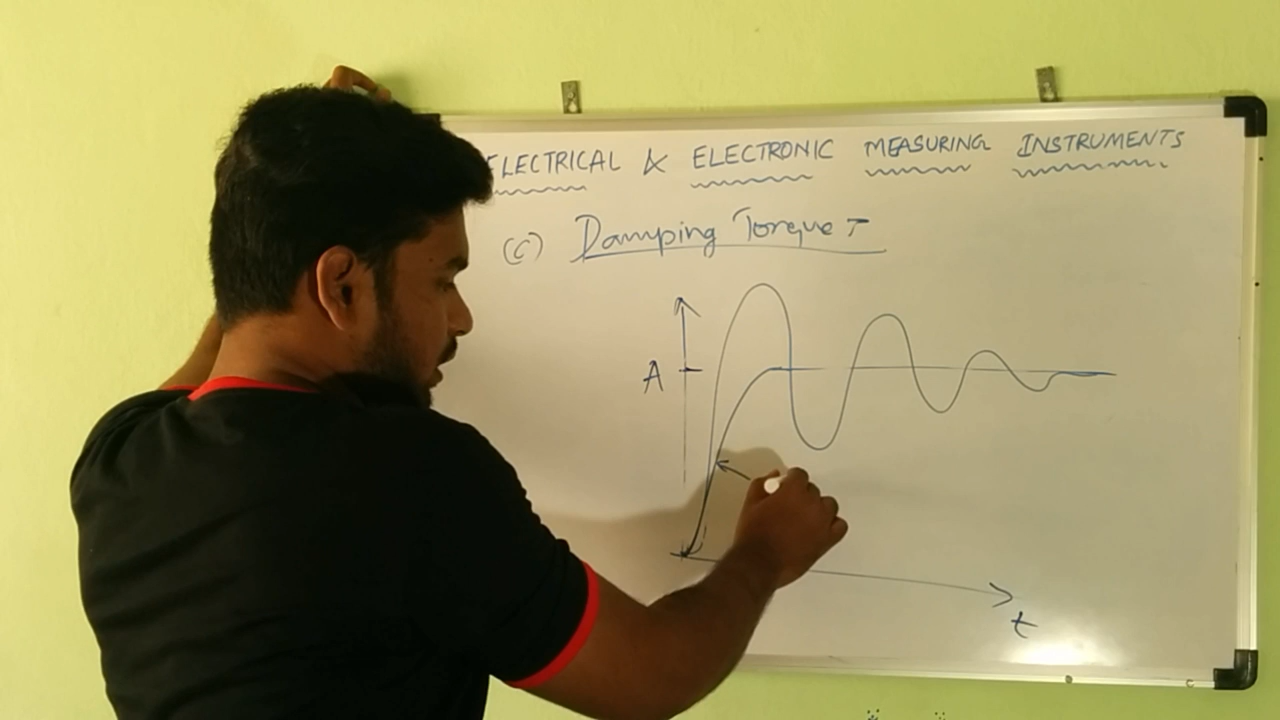 ELECTRICAL & ELECTRONIC MEASURING INSTRUMENTS
(C) Damping Torque :-
A
t